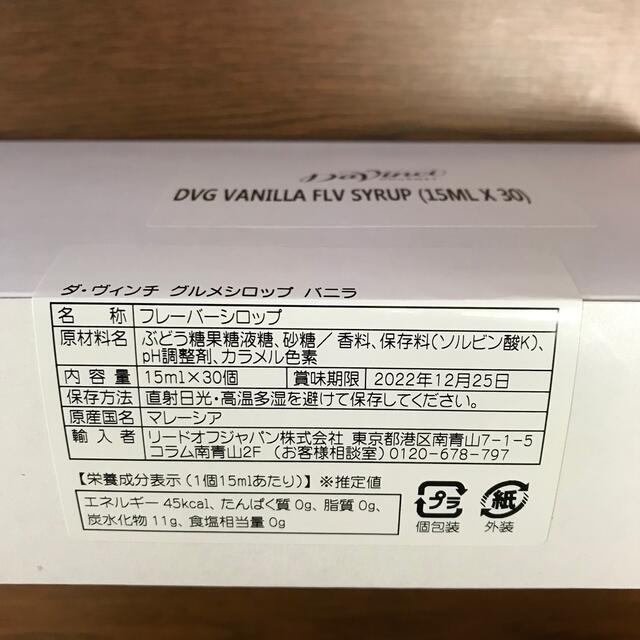 DaVinci
GOURMET
DVG VANILLA FLV SYRUP (15ML X 30)
ダ・ヴィンチ グルメシロップ バニラ
名称 フレーバーシロップ
原材料名 ぶどう糖果糖液糖、砂糖／香料、保存料(ソルビン酸K)、
pH調整剤、カラメル色素
内容量 15ml×30個 賞味期限 2022年12月25日
保存方法 直射日光・高温多湿を避けて保存してください。
原産国名 マレーシア
輸入者 リードオフジャパン株式会社 東京都港区南青山7-1-5
コラム南青山2F （お客様相談室）0120-678-797
【栄養成分表示（1個15mlあたり）】※推定値
エネルギー 45kcal、たんぱく質 0g、脂質 0g、
炭水化物 11g、食塩相当量 0g
プラ 紙
個包装 外装